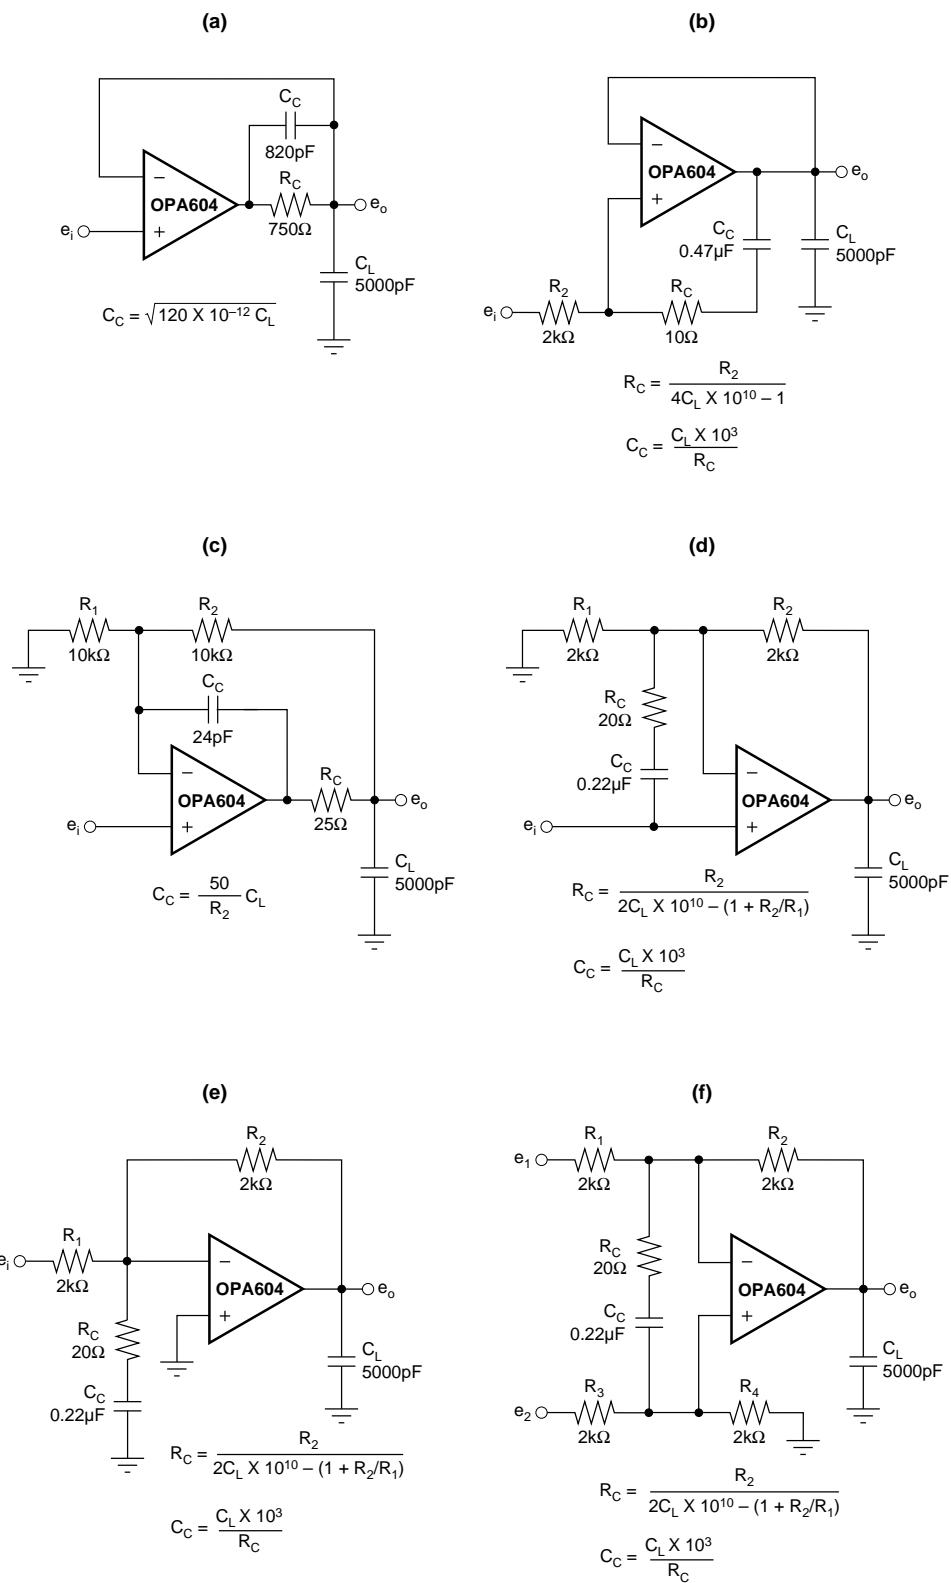 (a)
C_C
820pF
−
OPA604
R_C
e_o
e_i
+
750Ω
C_L
5000pF
C_C = √120 X 10^–12 C_L
(b)
−
OPA604
e_o
+
C_C
0.47µF
C_L
5000pF
R_2
R_C
e_i
2kΩ
10Ω
R_C = R_2 / 4C_L X 10^10 – 1
C_C = C_L X 10^3 / R_C
(c)
R_1
R_2
10kΩ
10kΩ
C_C
24pF
−
R_C
OPA604
e_o
e_i
+
25Ω
C_L
5000pF
C_C = 50 / R_2 C_L
(d)
R_1
R_2
2kΩ
2kΩ
R_C
20Ω
C_C
0.22µF
−
OPA604
e_o
e_i
+
C_L
5000pF
R_C = R_2 / 2C_L X 10^10 – (1 + R_2/R_1)
C_C = C_L X 10^3 / R_C
(e)
R_2
2kΩ
R_1
e_i
−
2kΩ
OPA604
e_o
R_C
20Ω
+
C_L
5000pF
C_C
0.22µF
R_C = R_2 / 2C_L X 10^10 – (1 + R_2/R_1)
C_C = C_L X 10^3 / R_C
(f)
R_1
R_2
e_1
2kΩ
2kΩ
R_C
20Ω
−
OPA604
e_o
C_C
0.22µF
+
C_L
5000pF
R_3
R_4
e_2
2kΩ
2kΩ
R_C = R_2 / 2C_L X 10^10 – (1 + R_2/R_1)
C_C = C_L X 10^3 / R_C